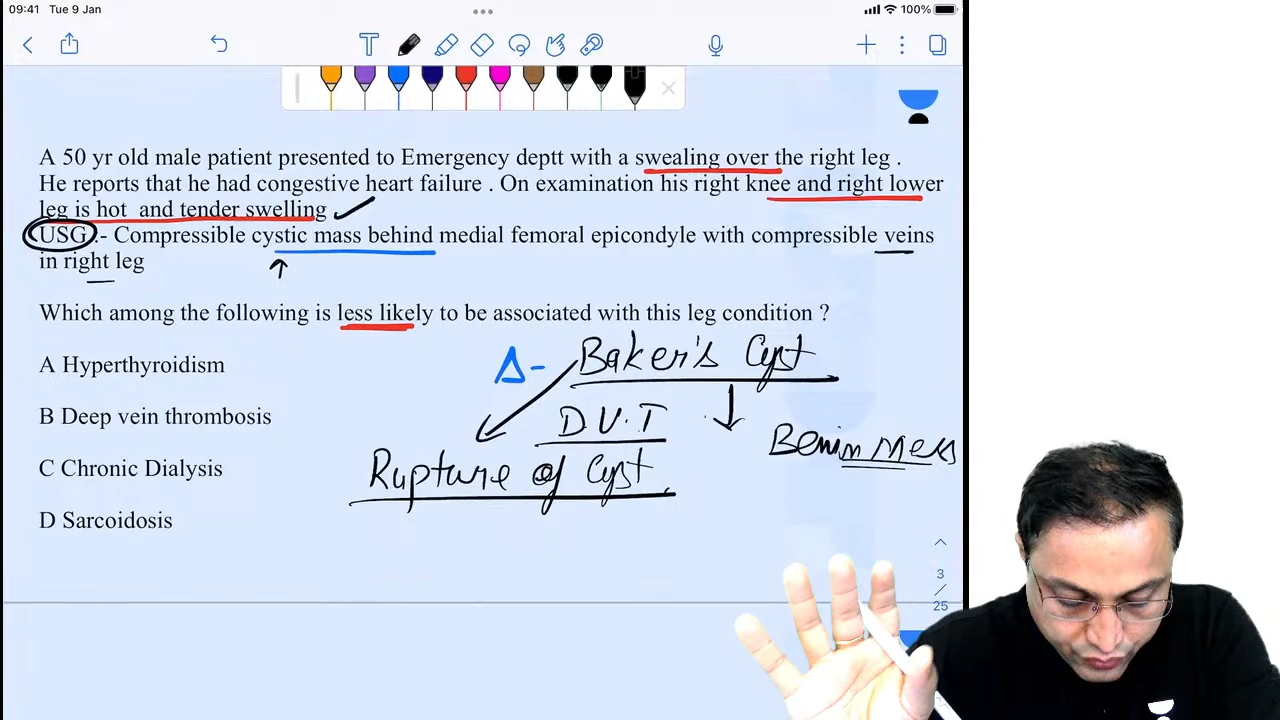 09:41 Tue 9 Jan
100%
T
A 50 yr old male patient presented to Emergency deptt with a swealing over the right leg .
He reports that he had congestive heart failure . On examination his right knee and right lower
leg is hot and tender swelling
USG :- Compressible cystic mass behind medial femoral epicondyle with compressible veins
in right leg
Which among the following is less likely to be associated with this leg condition ?
A Hyperthyroidism
Δ- Baker's Cyst
B Deep vein thrombosis
D.V.T
Benign Mess
C Chronic Dialysis
Rupture of Cyst
D Sarcoidosis
3
/
25